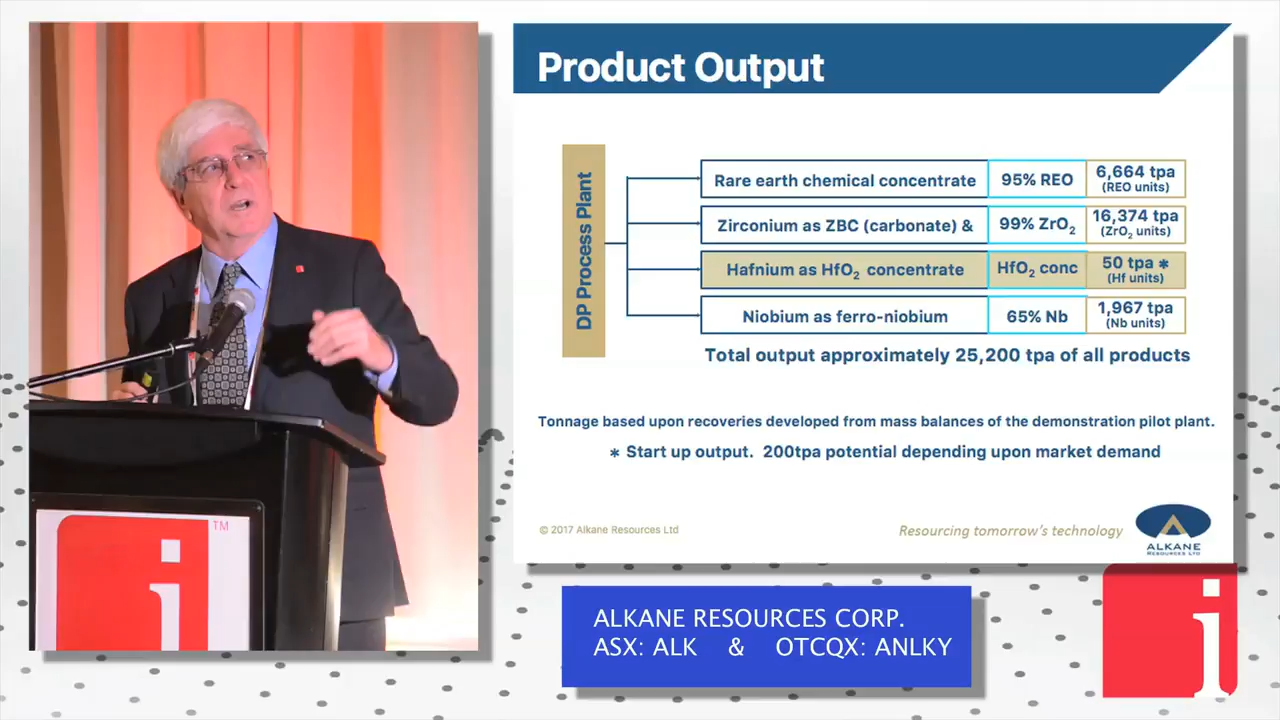 Product Output
DP Process Plant
Rare earth chemical concentrate 95% REO 6,664 tpa
(REO units)
Zirconium as ZBC (carbonate) & 99% ZrO₂ 16,374 tpa
(ZrO₂ units)
Hafnium as HfO₂ concentrate HfO₂ conc 50 tpa *
(Hf units)
Niobium as ferro-niobium 65% Nb 1,967 tpa
(Nb units)
Total output approximately 25,200 tpa of all products
Tonnage based upon recoveries developed from mass balances of the demonstration pilot plant.
* Start up output. 200tpa potential depending upon market demand
© 2017 Alkane Resources Ltd
Resourcing tomorrow's technology
ALKANE
RESOURCES LTD
i
TM
ALKANE RESOURCES CORP.
ASX: ALK & OTCQX: ANLKY
i